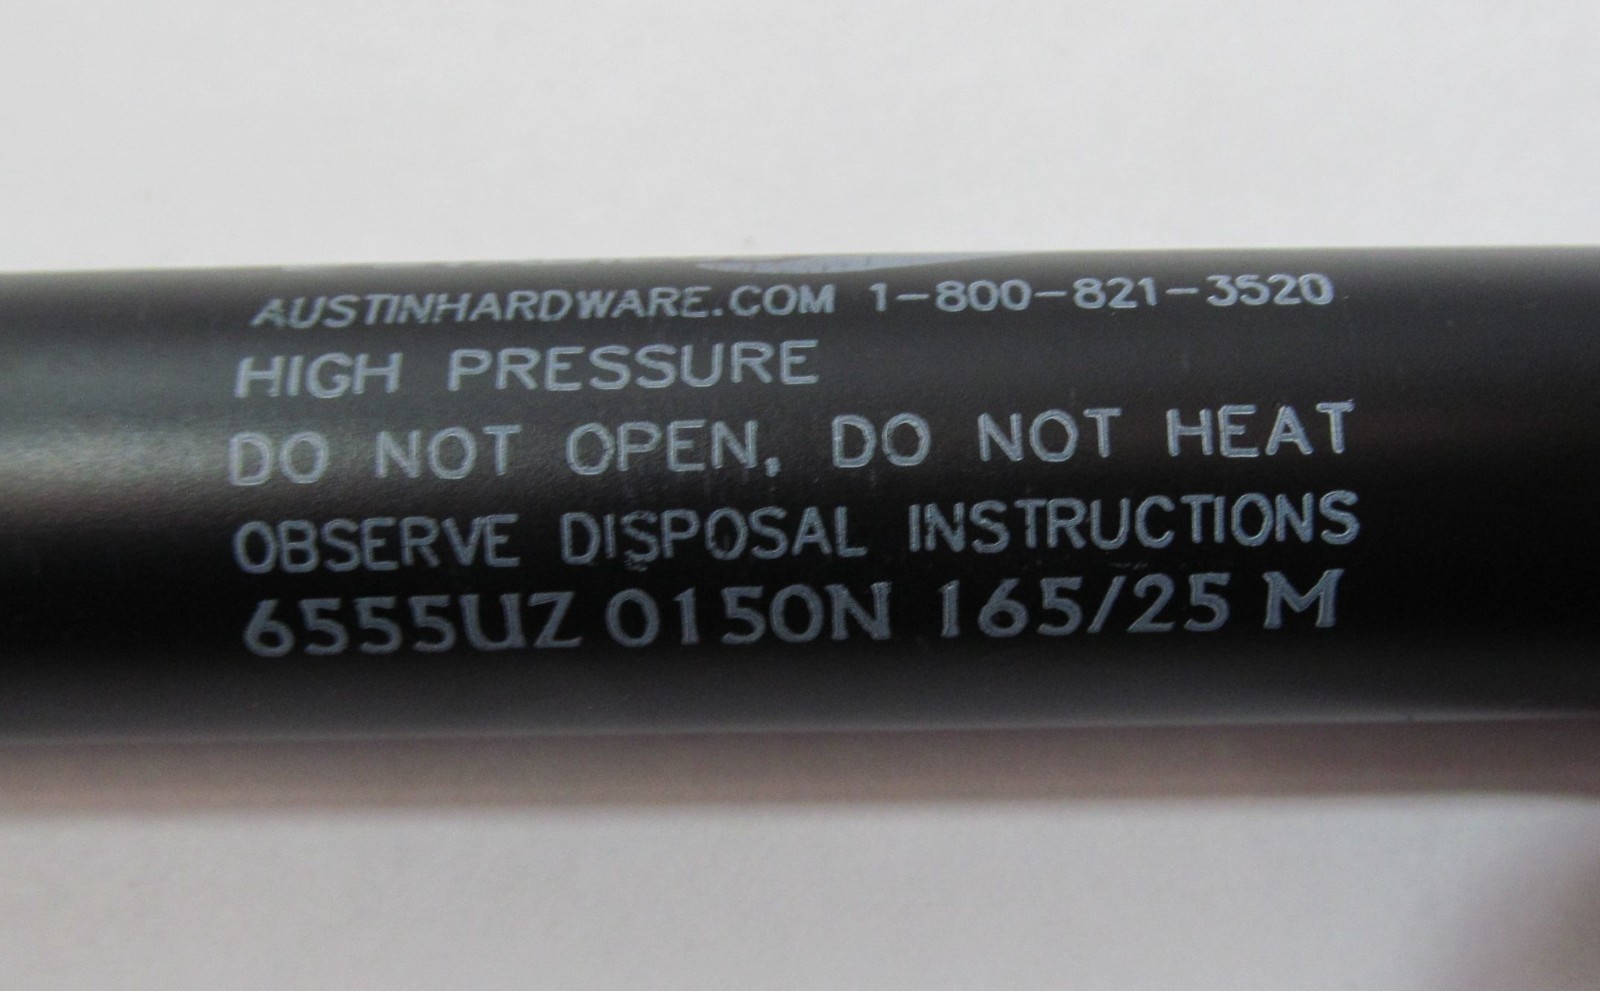 AUSTINHARDWARE.COM 1-800-821-3520
HIGH PRESSURE
DO NOT OPEN, DO NOT HEAT
OBSERVE DISPOSAL INSTRUCTIONS
6555UZ 0150N 165/25 M